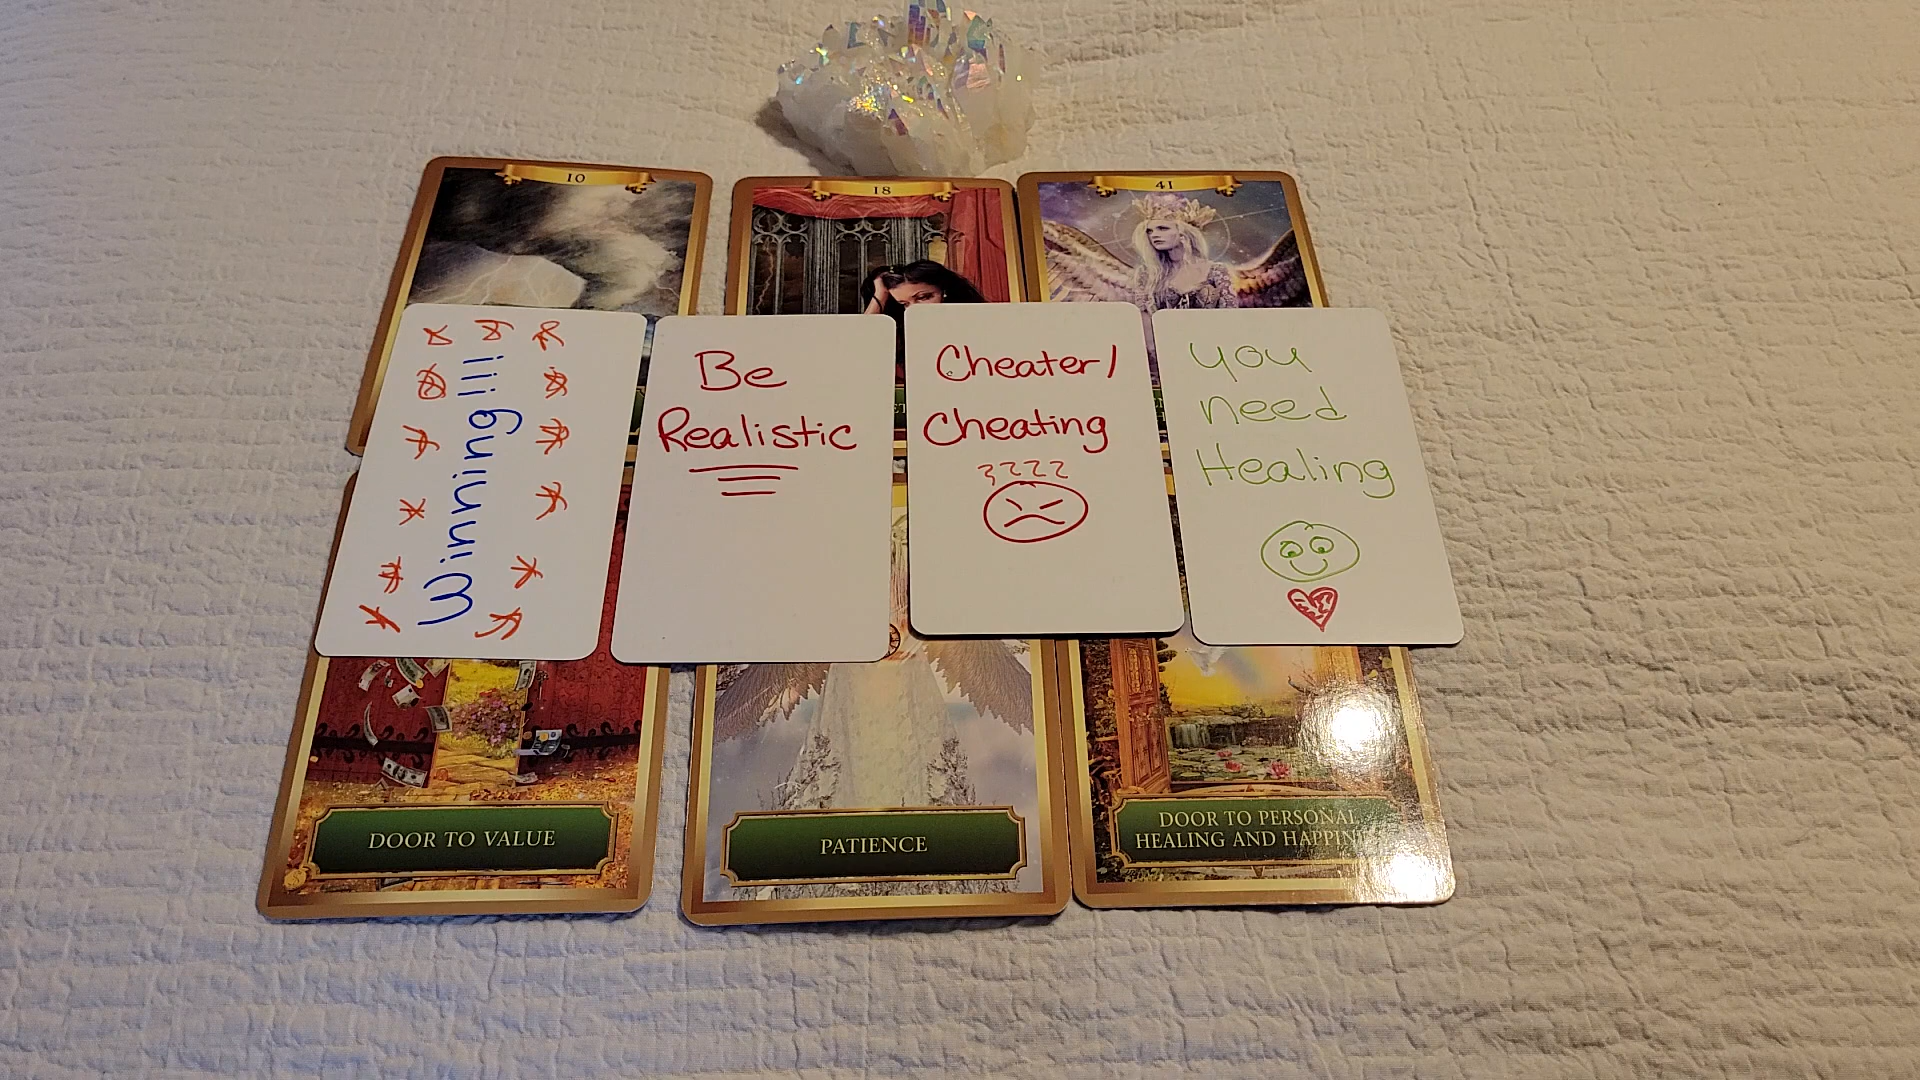 10
18
41
Winning!!!
Be
Realistic
Cheater/
Cheating
You
need
Healing
DOOR TO VALUE
PATIENCE
DOOR TO PERSONAL
HEALING AND